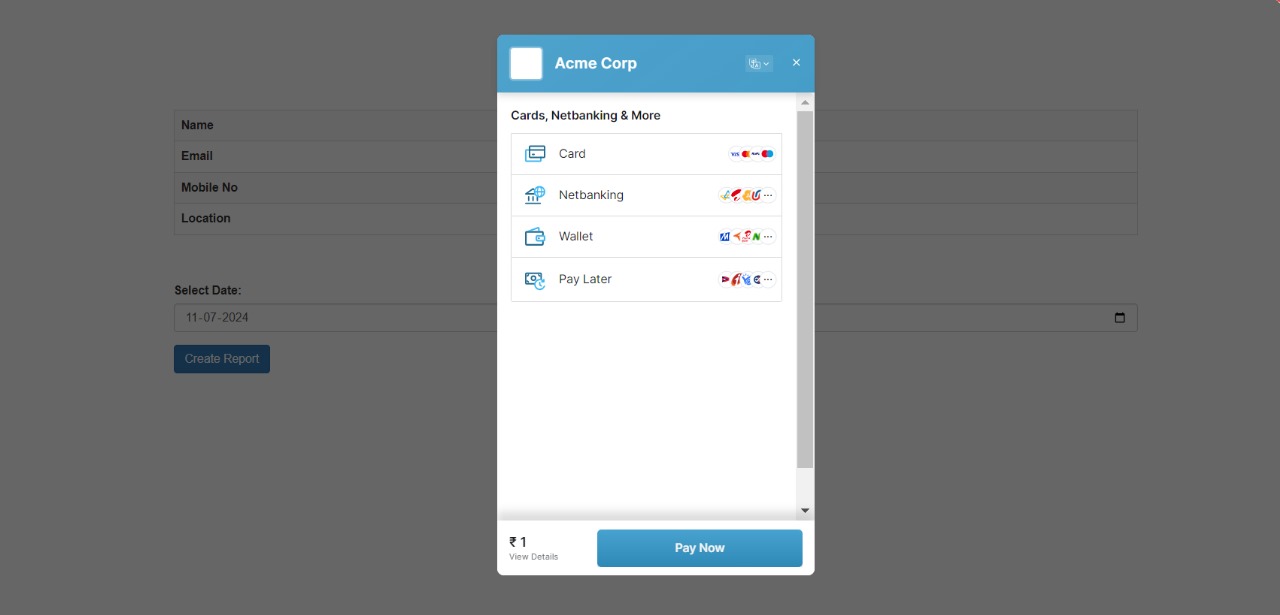 Acme Corp
Cards, Netbanking & More
Card
VISA
Netbanking
Wallet
Pay Later
₹ 1
View Details
Pay Now
Name
Email
Mobile No
Location
Select Date:
11-07-2024
Create Report